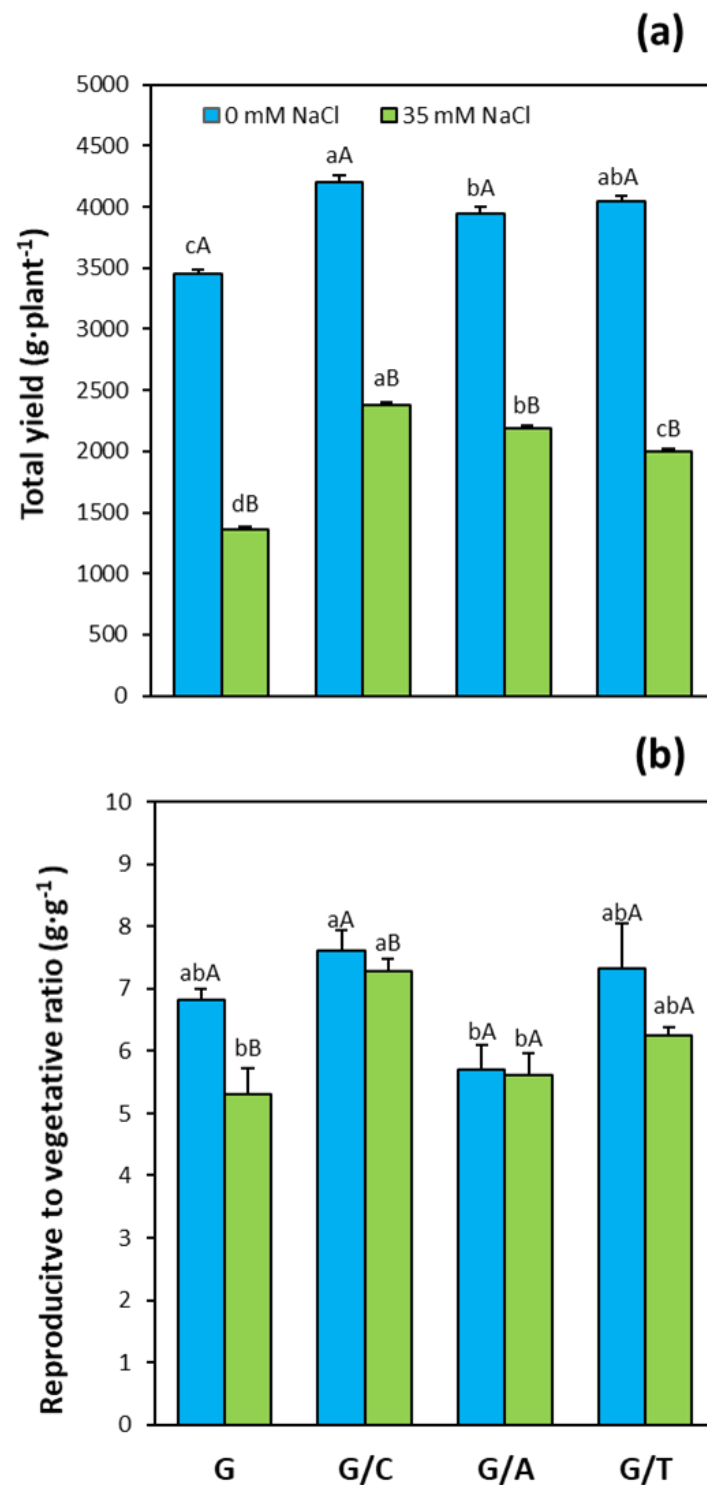 (a)
Total yield (g·plant⁻¹)
5000
4500
4000
3500
3000
2500
2000
1500
1000
500
0
0 mM NaCl 35 mM NaCl
cA
dB
aA
aB
bA
bB
abA
cB
(b)
Reproducitve to vegetative ratio (g·g⁻¹)
10
9
8
7
6
5
4
3
2
1
0
abA
bB
aA
aB
bA
bA
abA
abA
G G/C G/A G/T